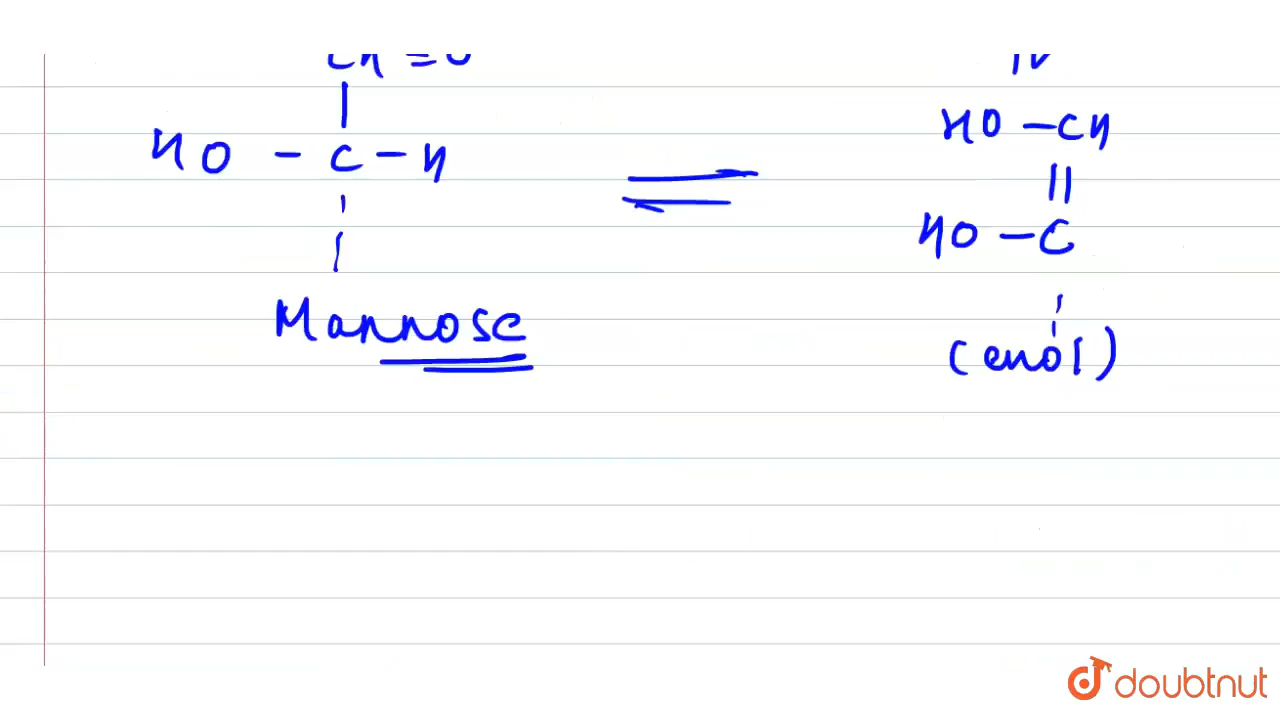 CH = O
HO - CH
HO - C - H
||
HO - C
Mannose
(enol)
doubtnut